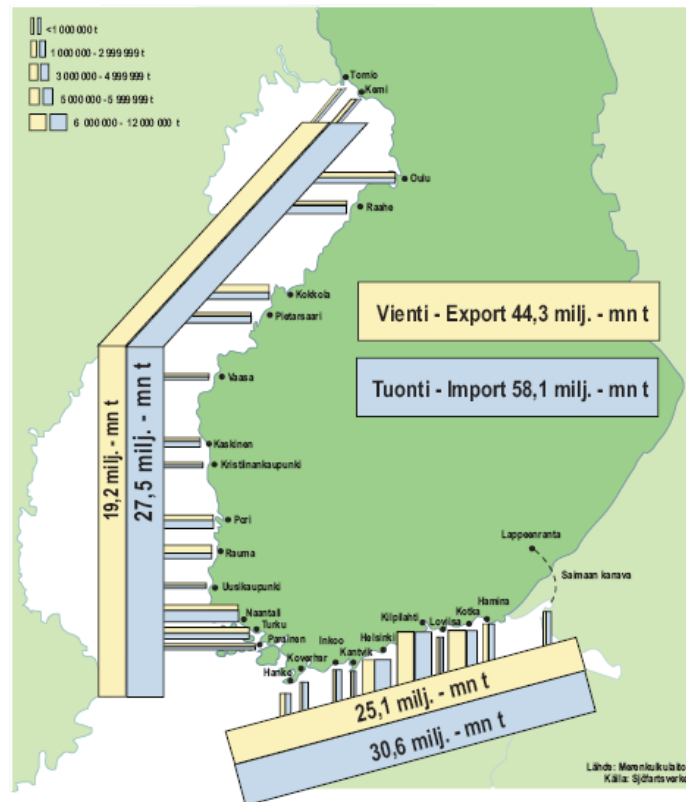 <1 000 000 t
1 000 000 - 2 999 999 t
3 000 000 - 4 999 999 t
5 000 000 - 5 999 999 t
6 000 000 - 12 000 000 t
Tornio
Kemi
Oulu
Raahe
Kokkola
Pietarsaari
Vienti - Export 44,3 milj. - mn t
Tuonti - Import 58,1 milj. - mn t
Vaasa
Kaskinen
Kristiinankaupunki
19,2 milj. - mn t
27,5 milj. - mn t
Pori
Rauma
Uusikaupunki
Naantali
Turku
Parainen
Lappeenranta
Saimaan kanava
Hamina
Kotka
Loviisa
Kilpilahti
Helsinki
Kantvik
Inkoo
Koverhar
Hanko
25,1 milj. - mn t
30,6 milj. - mn t
Lähde: Merenkulkulaito
Källa: Sjöfartsverke